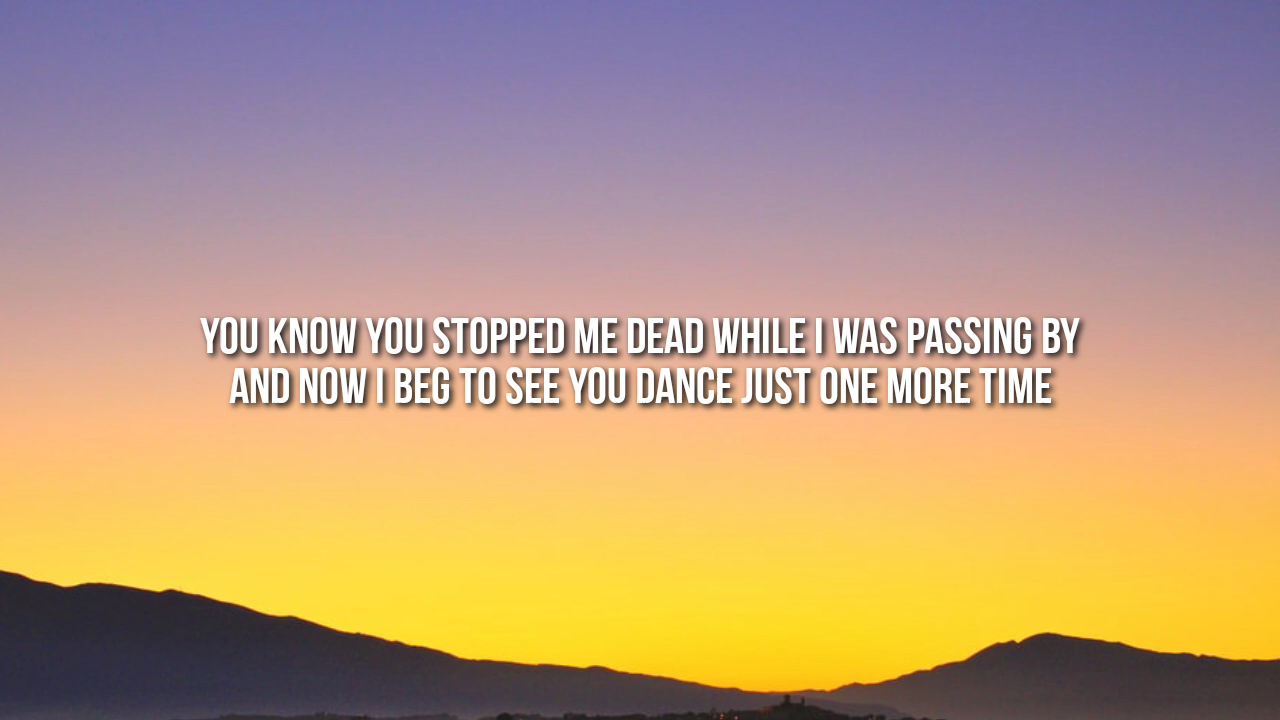 YOU KNOW YOU STOPPED ME DEAD WHILE I WAS PASSING BY
AND NOW I BEG TO SEE YOU DANCE JUST ONE MORE TIME